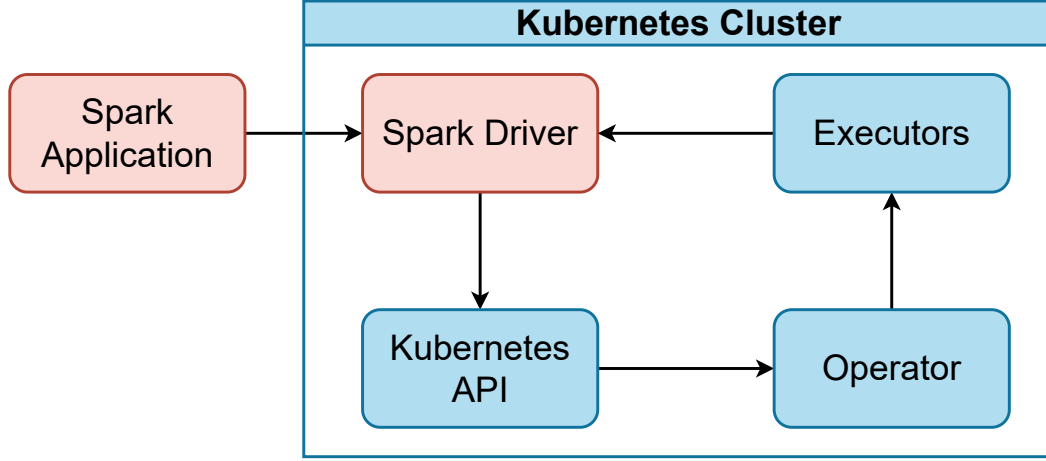 Kubernetes Cluster
Spark
Application
Spark Driver
Executors
Kubernetes
API
Operator